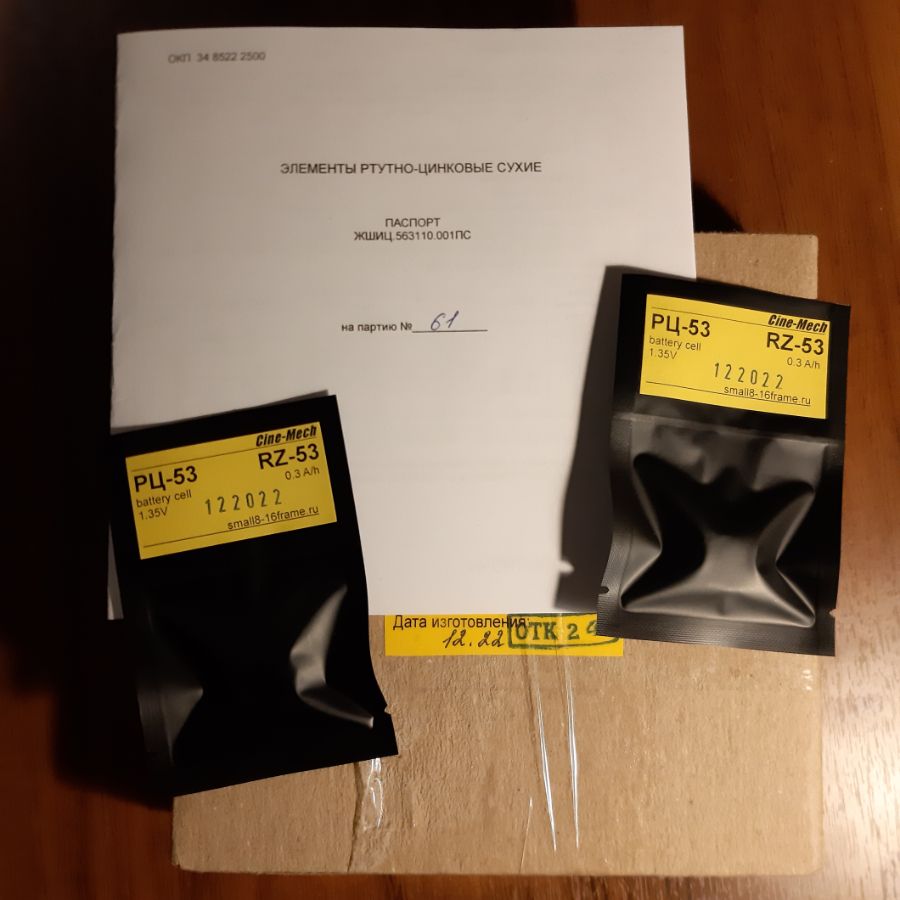 ОКП 34 8522 2500
ЭЛЕМЕНТЫ РТУТНО-ЦИНКОВЫЕ СУХИЕ
ПАСПОРТ
ЖШИЦ.563110.001ПС
на партию № 61
Cine-Mech
РЦ-53 RZ-53
battery cell 0.3 A/h
1.35V 122022
small8-16frame.ru
Cine-Mech
РЦ-53 RZ-53
battery cell 0.3 A/h
1.35V 122022
small8-16frame.ru
Дата изготовления:
12.22 ОТК 2